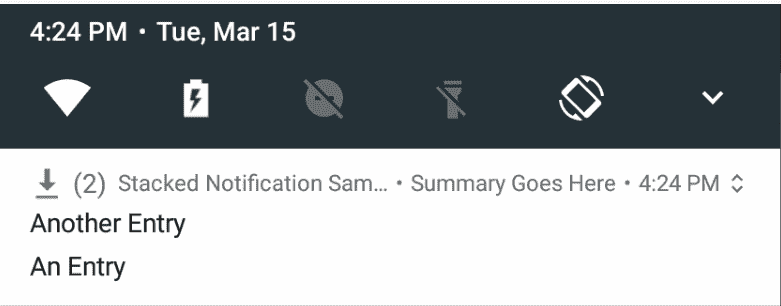 4:24 PM • Tue, Mar 15
(2) Stacked Notification Sam... • Summary Goes Here • 4:24 PM
Another Entry
An Entry